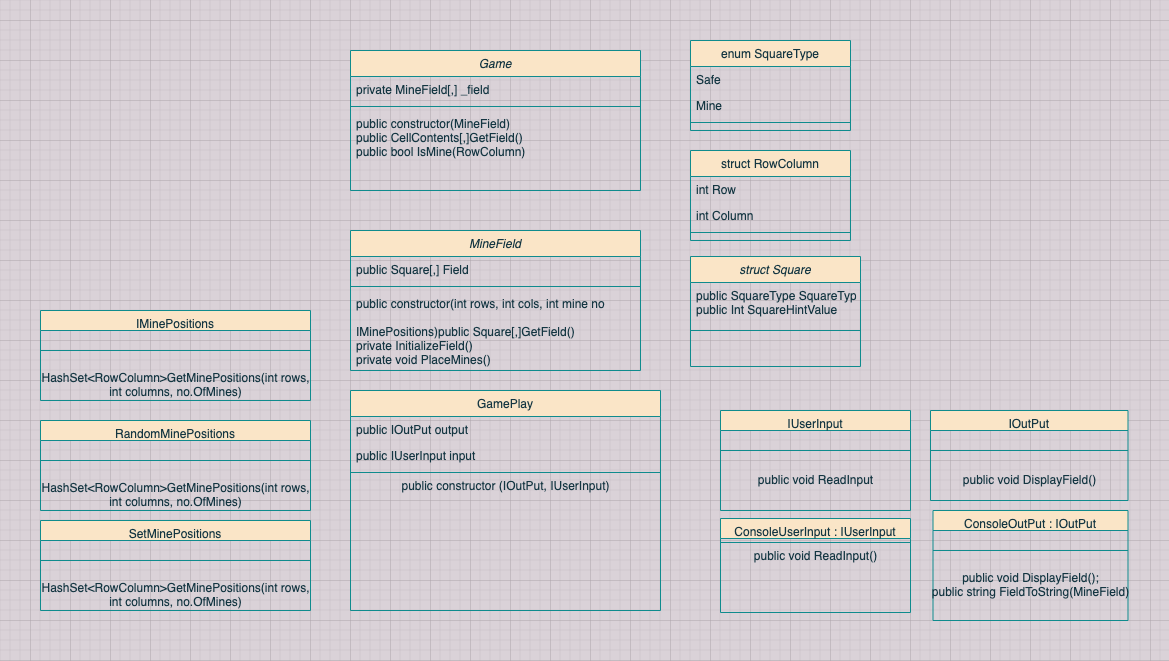 Game
private MineField[,] _field
public constructor(MineField)
public CellContents[,]GetField()
public bool IsMine(RowColumn)
enum SquareType
Safe
Mine
struct RowColumn
int Row
int Column
MineField
public Square[,] Field
public constructor(int rows, int cols, int mine no
IMinePositions)public Square[,]GetField()
private InitializeField()
private void PlaceMines()
struct Square
public SquareType SquareTyp
public Int SquareHintValue
IMinePositions
HashSet<RowColumn>GetMinePositions(int rows,
int columns, no.OfMines)
RandomMinePositions
HashSet<RowColumn>GetMinePositions(int rows,
int columns, no.OfMines)
SetMinePositions
HashSet<RowColumn>GetMinePositions(int rows,
int columns, no.OfMines)
GamePlay
public IOutPut output
public IUserInput input
public constructor (IOutPut, IUserInput)
IUserInput
public void ReadInput
IOutPut
public void DisplayField()
ConsoleUserInput : IUserInput
public void ReadInput()
ConsoleOutPut : IOutPut
public void DisplayField();
public string FieldToString(MineField)